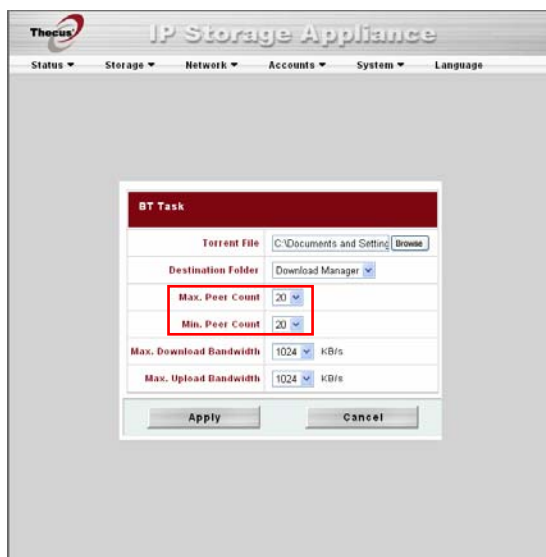 Thecus
IP Storage Appliance
Status Storage Network Accounts System Language
BT Task
Torrent File C:\Documents and Setting Browse
Destination Folder Download Manager
Max. Peer Count 20
Min. Peer Count 20
Max. Download Bandwidth 1024 KB/s
Max. Upload Bandwidth 1024 KB/s
Apply Cancel